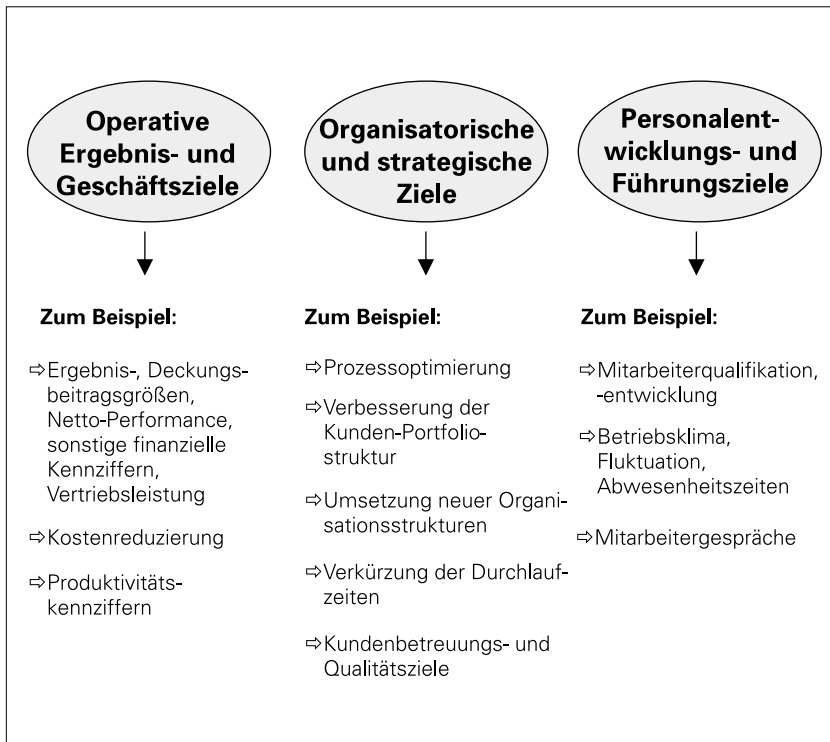 Operative
Ergebnis- und
Geschäftsziele
Zum Beispiel:
⇨Ergebnis-, Deckungs-
beitragsgrößen,
Netto-Performance,
sonstige finanzielle
Kennziffern,
Vertriebsleistung
⇨Kostenreduzierung
⇨Produktivitäts-
kennziffern
Organisatorische
und strategische
Ziele
Zum Beispiel:
⇨Prozessoptimierung
⇨Verbesserung der
Kunden-Portfolio-
struktur
⇨Umsetzung neuer Organi-
sationsstrukturen
⇨Verkürzung der Durchlauf-
zeiten
⇨Kundenbetreuungs- und
Qualitätsziele
Personalent-
wicklungs- und
Führungsziele
Zum Beispiel:
⇨Mitarbeiterqualifikation,
-entwicklung
⇨Betriebsklima,
Fluktuation,
Abwesenheitszeiten
⇨Mitarbeitergespräche